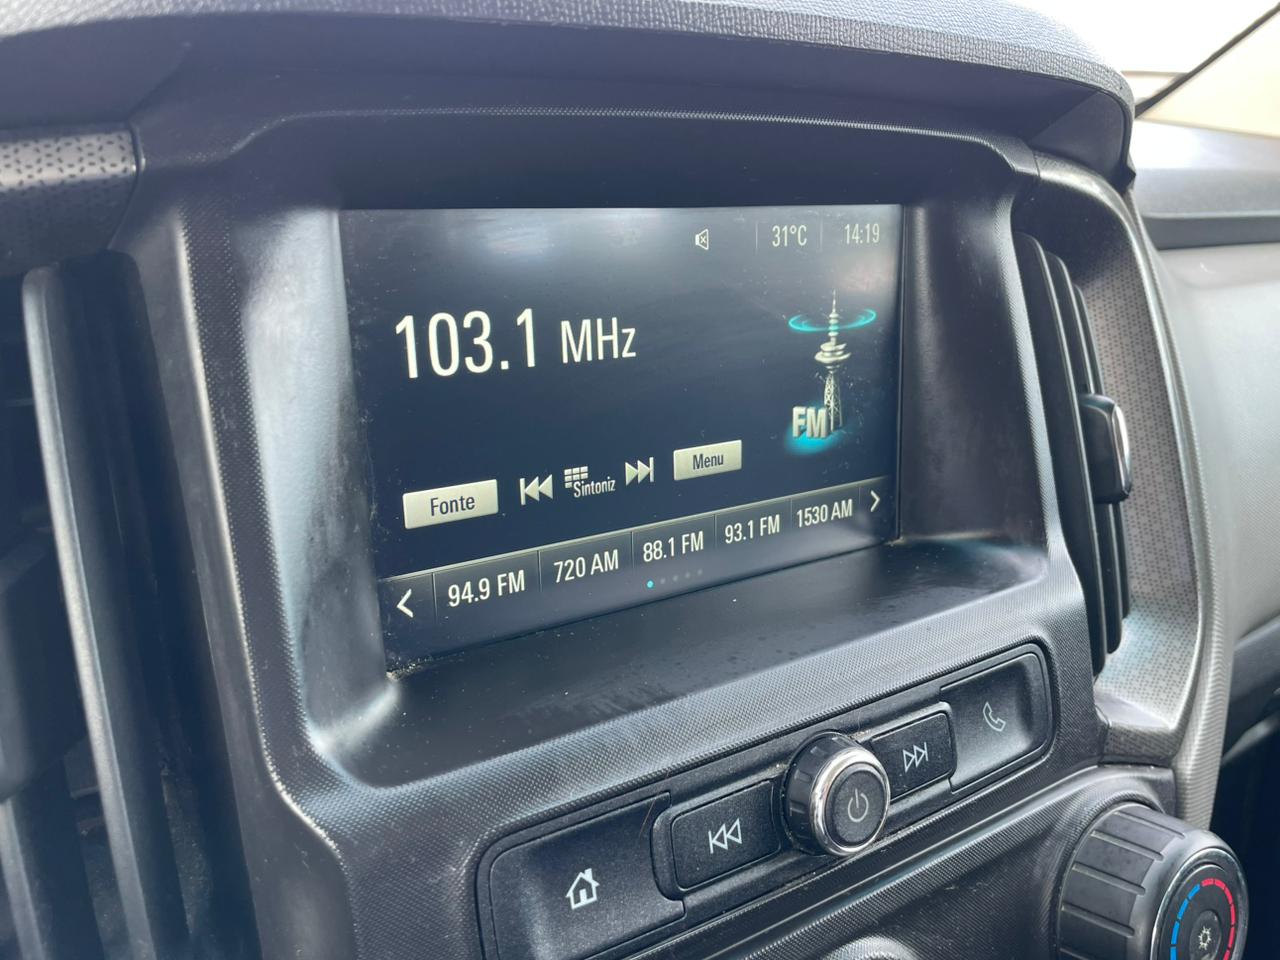 31°C 14:19
103.1 MHz
FM
Fonte Sintoniz Menu
94.9 FM 720 AM 88.1 FM 93.1 FM 1530 AM